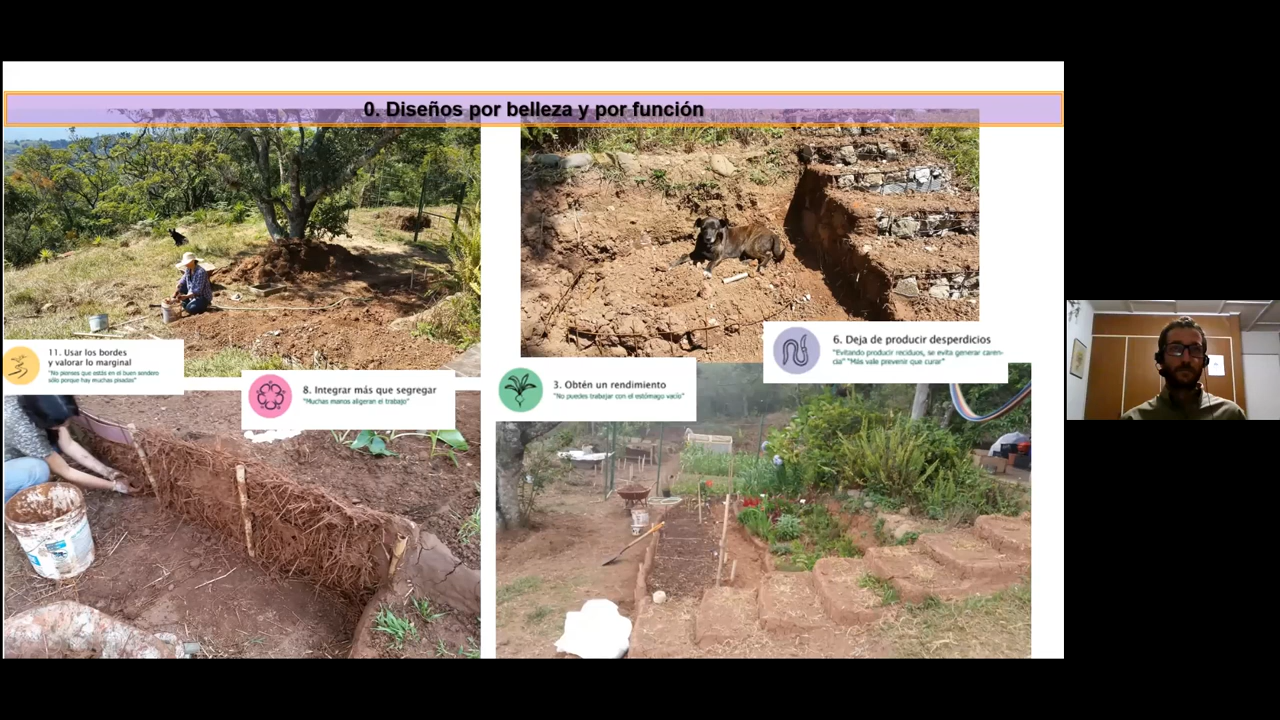 0. Diseños por belleza y por función
11. Usar los bordes
y valorar lo marginal
"No pienses que estás en el buen sendero
sólo porque hay muchas pisadas"
8. Integrar más que segregar
"Muchas manos aligeran el trabajo"
3. Obtén un rendimiento
"No puedes trabajar con el estómago vacío"
6. Deja de producir desperdicios
"Evitando producir reciduos, se evita generar caren-
cia" "Más vale prevenir que curar"